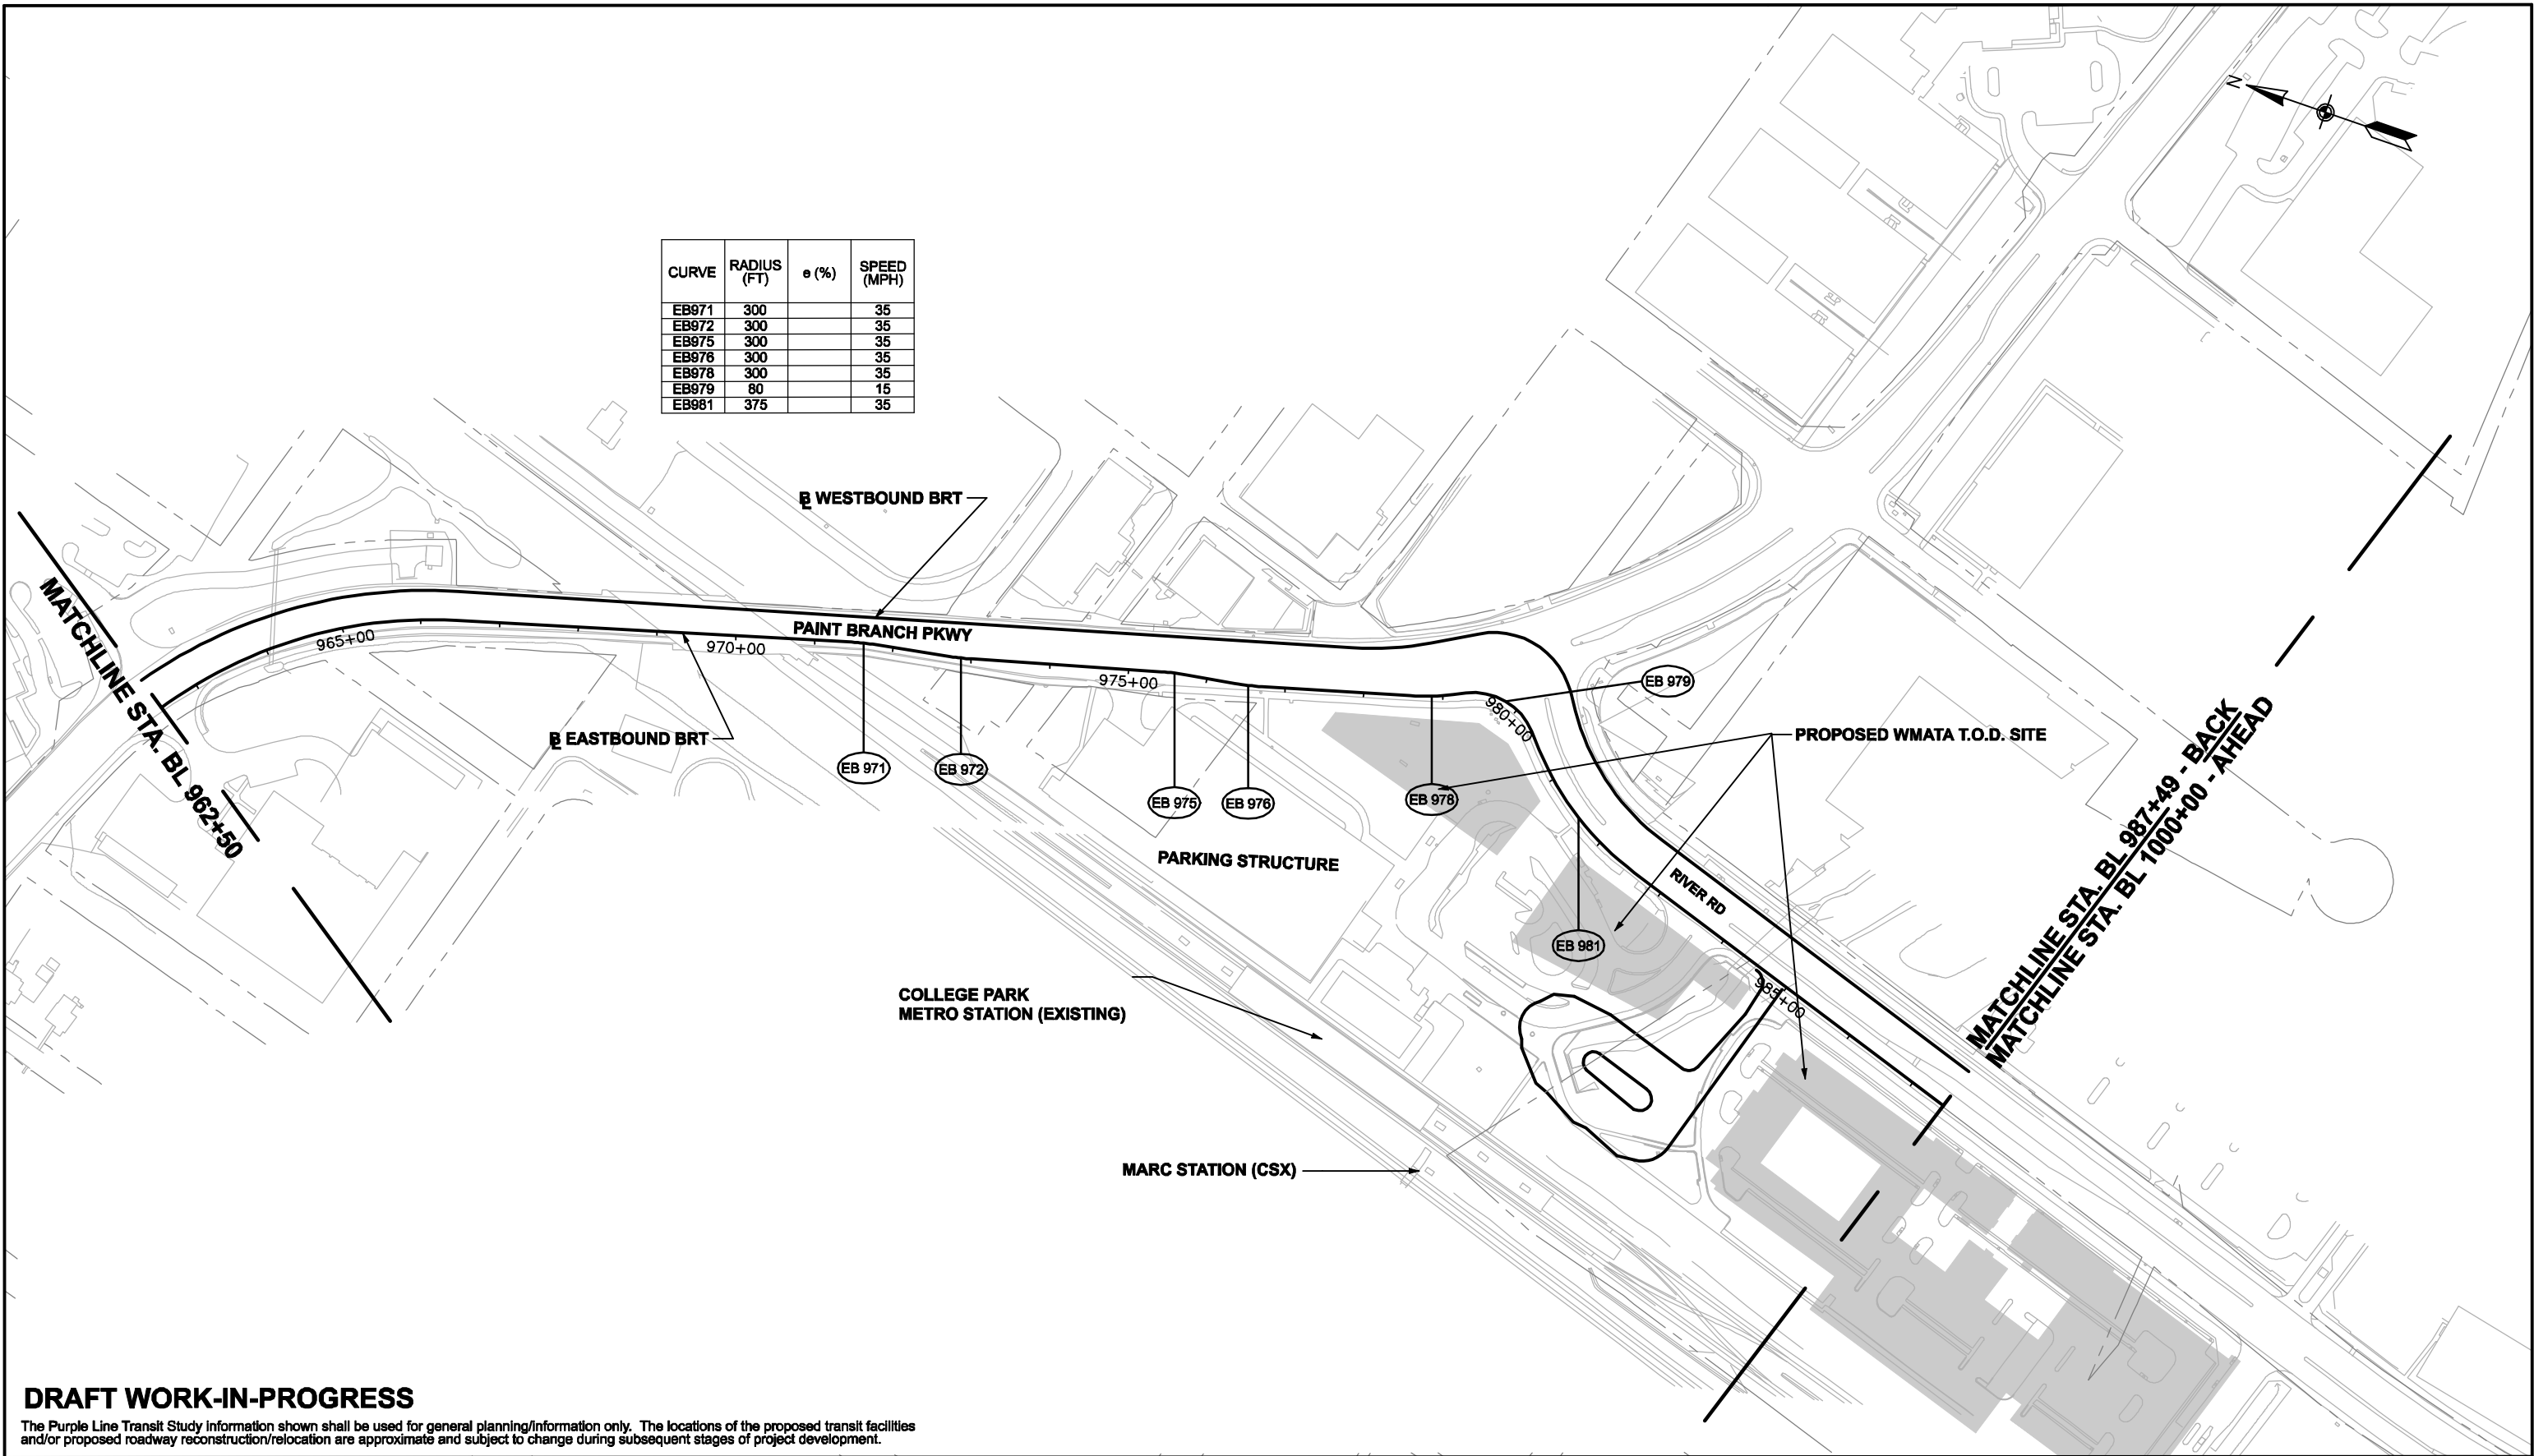 N
CURVE RADIUS (FT) e (%) SPEED (MPH)
EB971 300 35
EB972 300 35
EB975 300 35
EB976 300 35
EB978 300 35
EB979 80 15
EB981 375 35
BL WESTBOUND BRT
MATCHLINE STA. BL 962+50
965+00
PAINT BRANCH PKWY
970+00
975+00
EB 979
980+00
BL EASTBOUND BRT
PROPOSED WMATA T.O.D. SITE
EB 971
EB 972
EB 975
EB 976
EB 978
PARKING STRUCTURE
RIVER RD
EB 981
MATCHLINE STA. BL 987+49 - BACK
MATCHLINE STA. BL 1000+00 - AHEAD
985+00
COLLEGE PARK
METRO STATION (EXISTING)
MARC STATION (CSX)
DRAFT WORK-IN-PROGRESS
The Purple Line Transit Study information shown shall be used for general planning/information only. The locations of the proposed transit facilities
and/or proposed roadway reconstruction/relocation are approximate and subject to change during subsequent stages of project development.